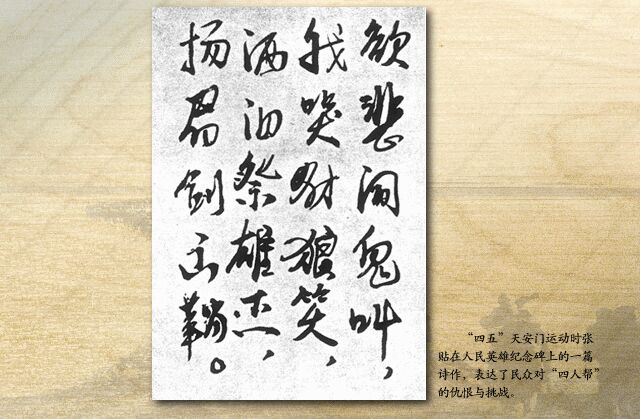 欲悲闻鬼叫，
我哭豺狼笑，
洒泪祭雄杰，
扬眉剑出鞘。
“四五”天安门运动时张
贴在人民英雄纪念碑上的一篇
诗作，表达了民众对“四人帮”
的仇恨与挑战。